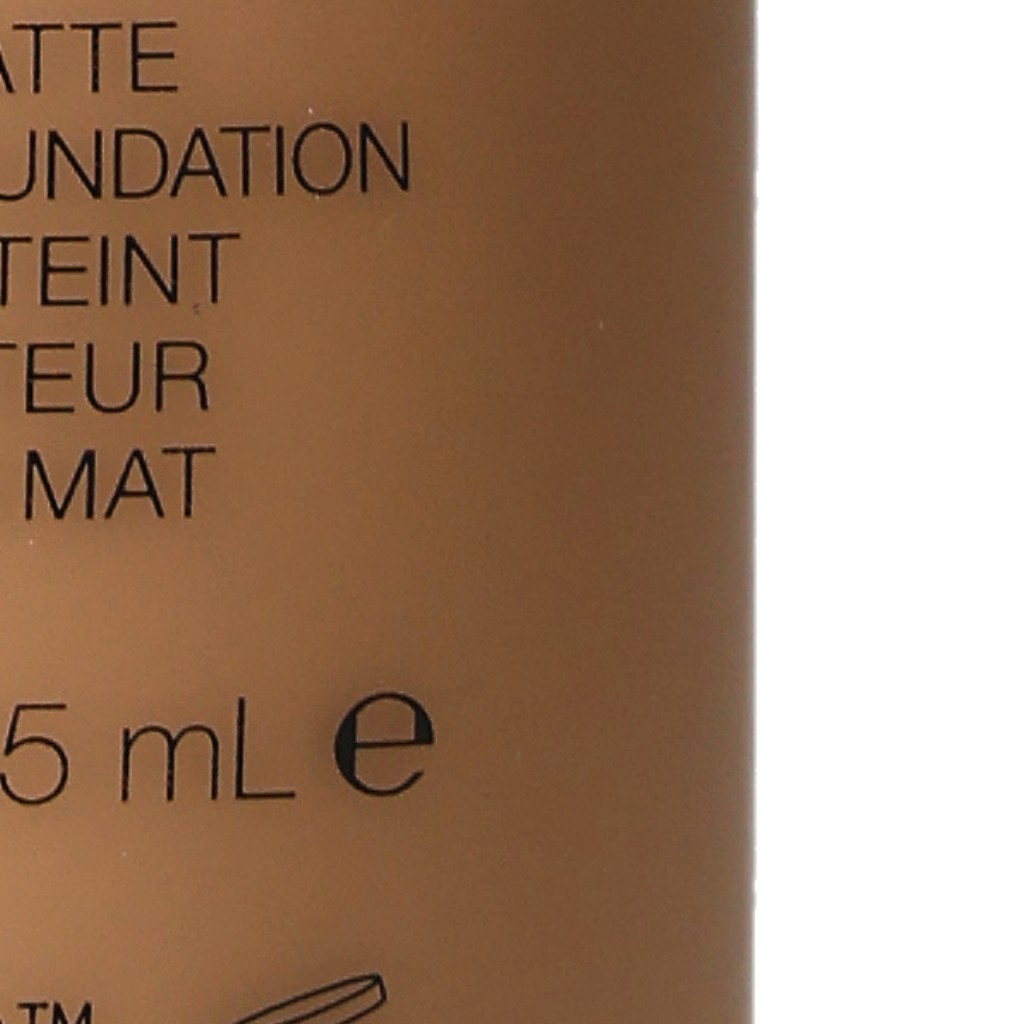 ATTE
UNDATION
TEINT
TEUR
MAT
5 mL e
™